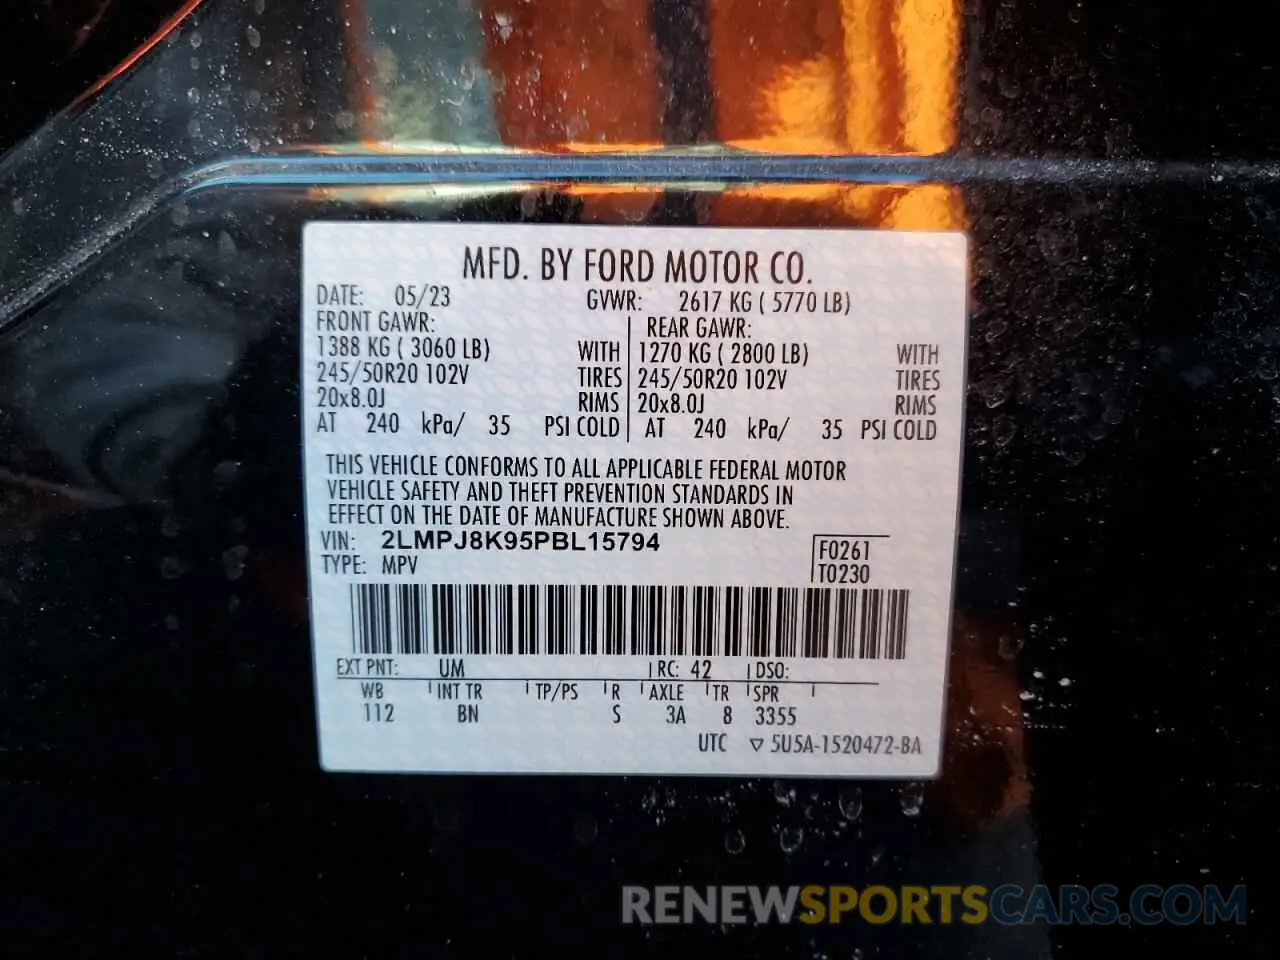 MFD. BY FORD MOTOR CO.
DATE: 05/23 GVWR: 2617 KG ( 5770 LB)
FRONT GAWR: REAR GAWR:
1388 KG ( 3060 LB) WITH 1270 KG ( 2800 LB) WITH
245/50R20 102V TIRES 245/50R20 102V TIRES
20x8.0J RIMS 20x8.0J RIMS
AT 240 kPa/ 35 PSI COLD AT 240 kPa/ 35 PSI COLD
THIS VEHICLE CONFORMS TO ALL APPLICABLE FEDERAL MOTOR
VEHICLE SAFETY AND THEFT PREVENTION STANDARDS IN
EFFECT ON THE DATE OF MANUFACTURE SHOWN ABOVE.
VIN: 2LMPJ8K95PBL15794 F0261
TYPE: MPV T0230
EXT PNT: UM RC: 42 DSO:
WB INT TR TP/PS R AXLE TR SPR
112 BN S 3A 8 3355
UTC ▽ 5U5A-1520472-BA
RENEWSPORTSCARS.COM